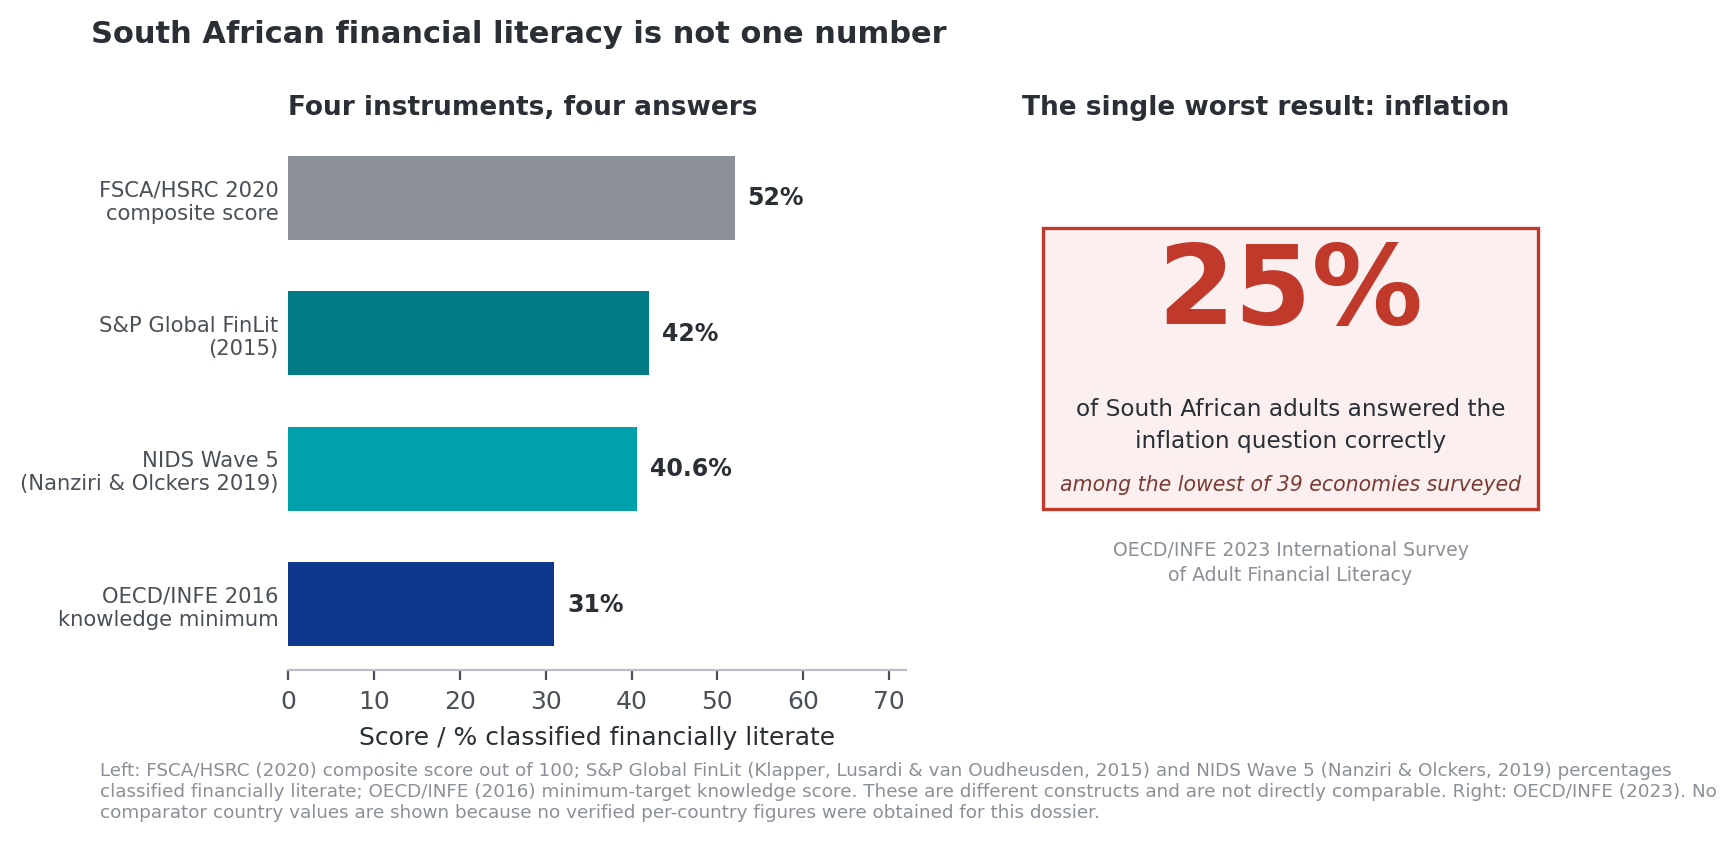 South African financial literacy is not one number
Four instruments, four answers
FSCA/HSRC 2020
composite score
52%
S&P Global FinLit
(2015)
42%
NIDS Wave 5
(Nanziri & Olckers 2019)
40.6%
OECD/INFE 2016
knowledge minimum
31%
0 10 20 30 40 50 60 70
Score / % classified financially literate
The single worst result: inflation
25%
of South African adults answered the
inflation question correctly
among the lowest of 39 economies surveyed
OECD/INFE 2023 International Survey
of Adult Financial Literacy
Left: FSCA/HSRC (2020) composite score out of 100; S&P Global FinLit (Klapper, Lusardi & van Oudheusden, 2015) and NIDS Wave 5 (Nanziri & Olckers, 2019) percentages
classified financially literate; OECD/INFE (2016) minimum-target knowledge score. These are different constructs and are not directly comparable. Right: OECD/INFE (2023). No
comparator country values are shown because no verified per-country figures were obtained for this dossier.